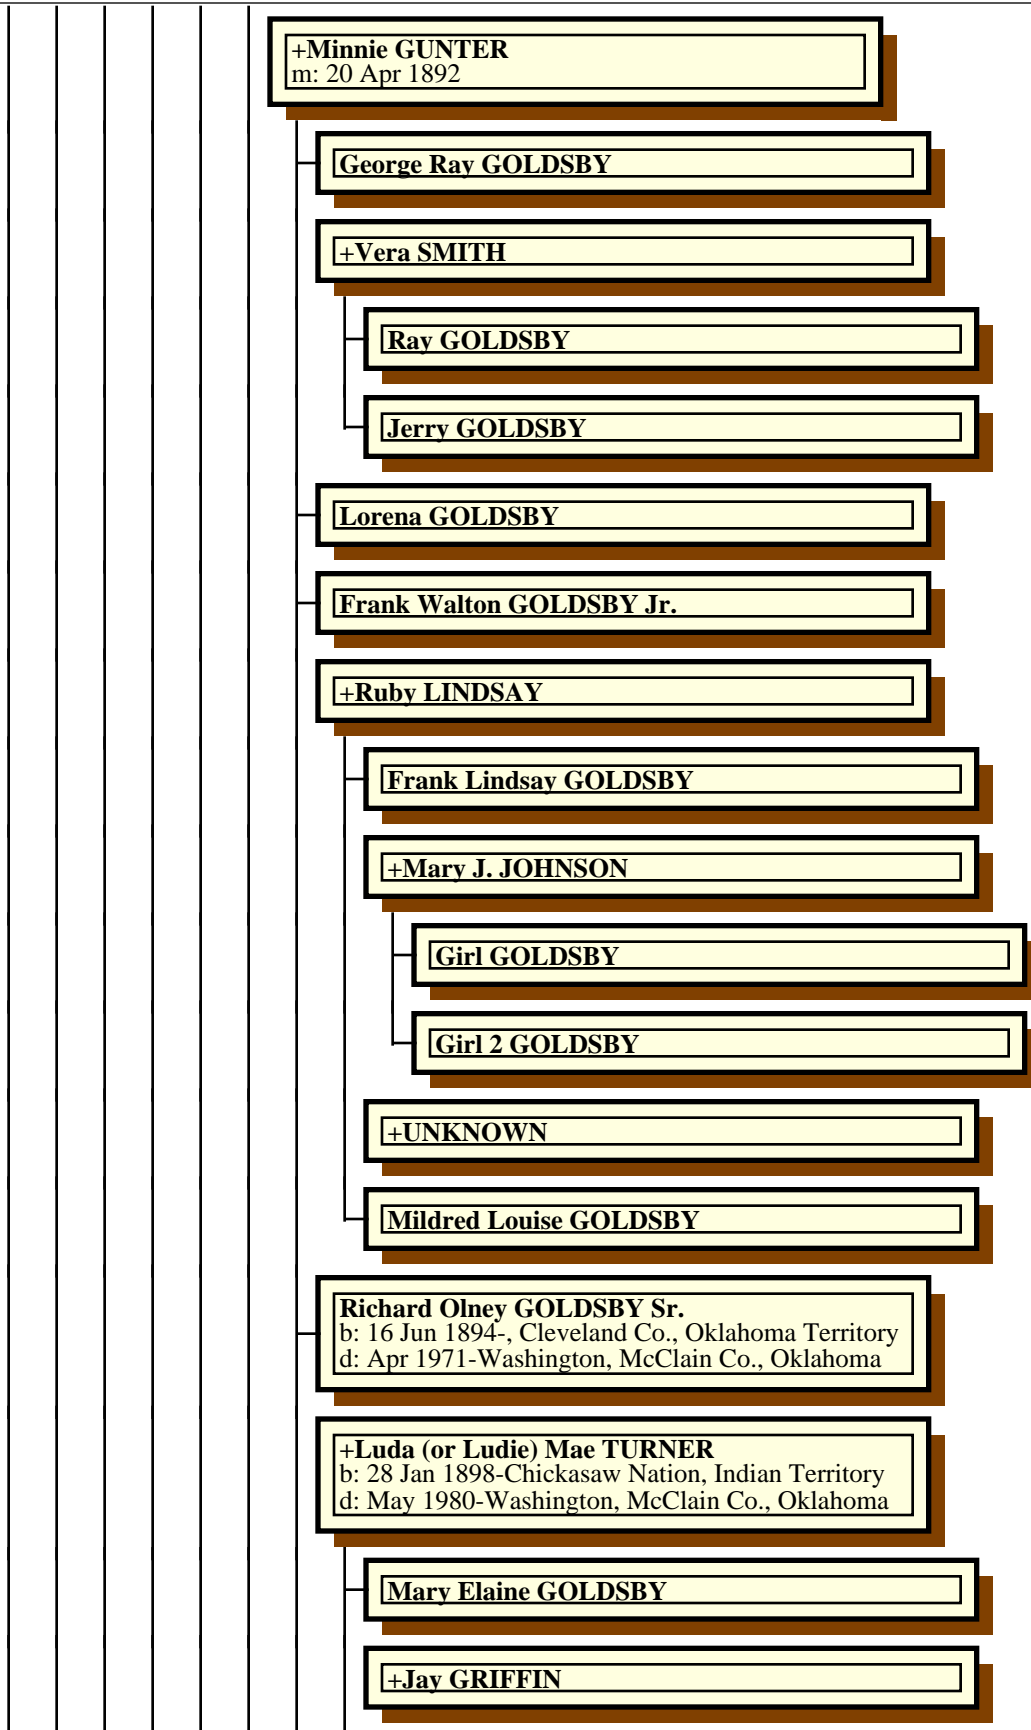 +Minnie GUNTER
m: 20 Apr 1892
George Ray GOLDSBY
+Vera SMITH
Ray GOLDSBY
Jerry GOLDSBY
Lorena GOLDSBY
Frank Walton GOLDSBY Jr.
+Ruby LINDSAY
Frank Lindsay GOLDSBY
+Mary J. JOHNSON
Girl GOLDSBY
Girl 2 GOLDSBY
+UNKNOWN
Mildred Louise GOLDSBY
Richard Olney GOLDSBY Sr.
b: 16 Jun 1894-, Cleveland Co., Oklahoma Territory
d: Apr 1971-Washington, McClain Co., Oklahoma
+Luda (or Ludie) Mae TURNER
b: 28 Jan 1898-Chickasaw Nation, Indian Territory
d: May 1980-Washington, McClain Co., Oklahoma
Mary Elaine GOLDSBY
+Jay GRIFFIN